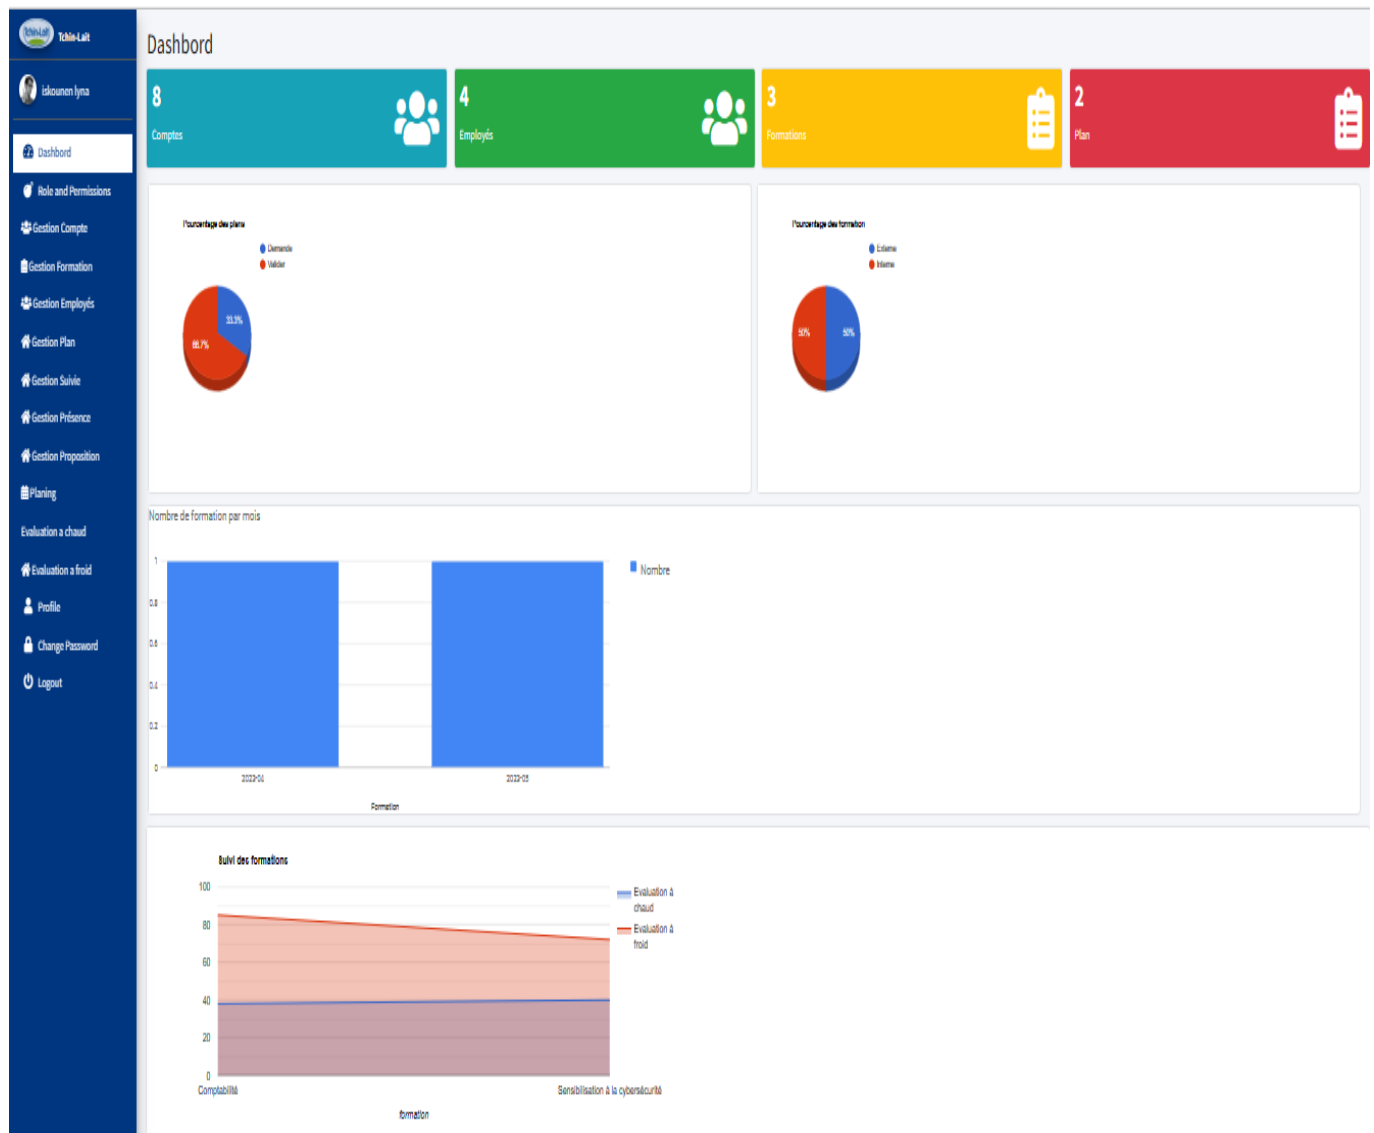 Tchin-Lait
iskounen lyna
Dashbord
Role and Permissions
Gestion Compte
Gestion Formation
Gestion Employés
Gestion Plan
Gestion Suivie
Gestion Présence
Gestion Proposition
Planing
Evaluation a chaud
Evaluation a froid
Profile
Change Password
Logout
Dashbord
8
Comptes
4
Employés
3
Formations
2
Plan
Pourcentage des plans
Demande
Valider
33.3%
66.7%
Pourcentage des formation
Externe
Interne
50%
50%
Nombre de formation par mois
1
0.8
0.6
0.4
0.2
0
Formation
Nombre
Suivi des formations
100
80
60
40
20
0
Comptabilité
Sensibilisation à la cybersécurité
formation
Evaluation à
chaud
Evaluation à
froid